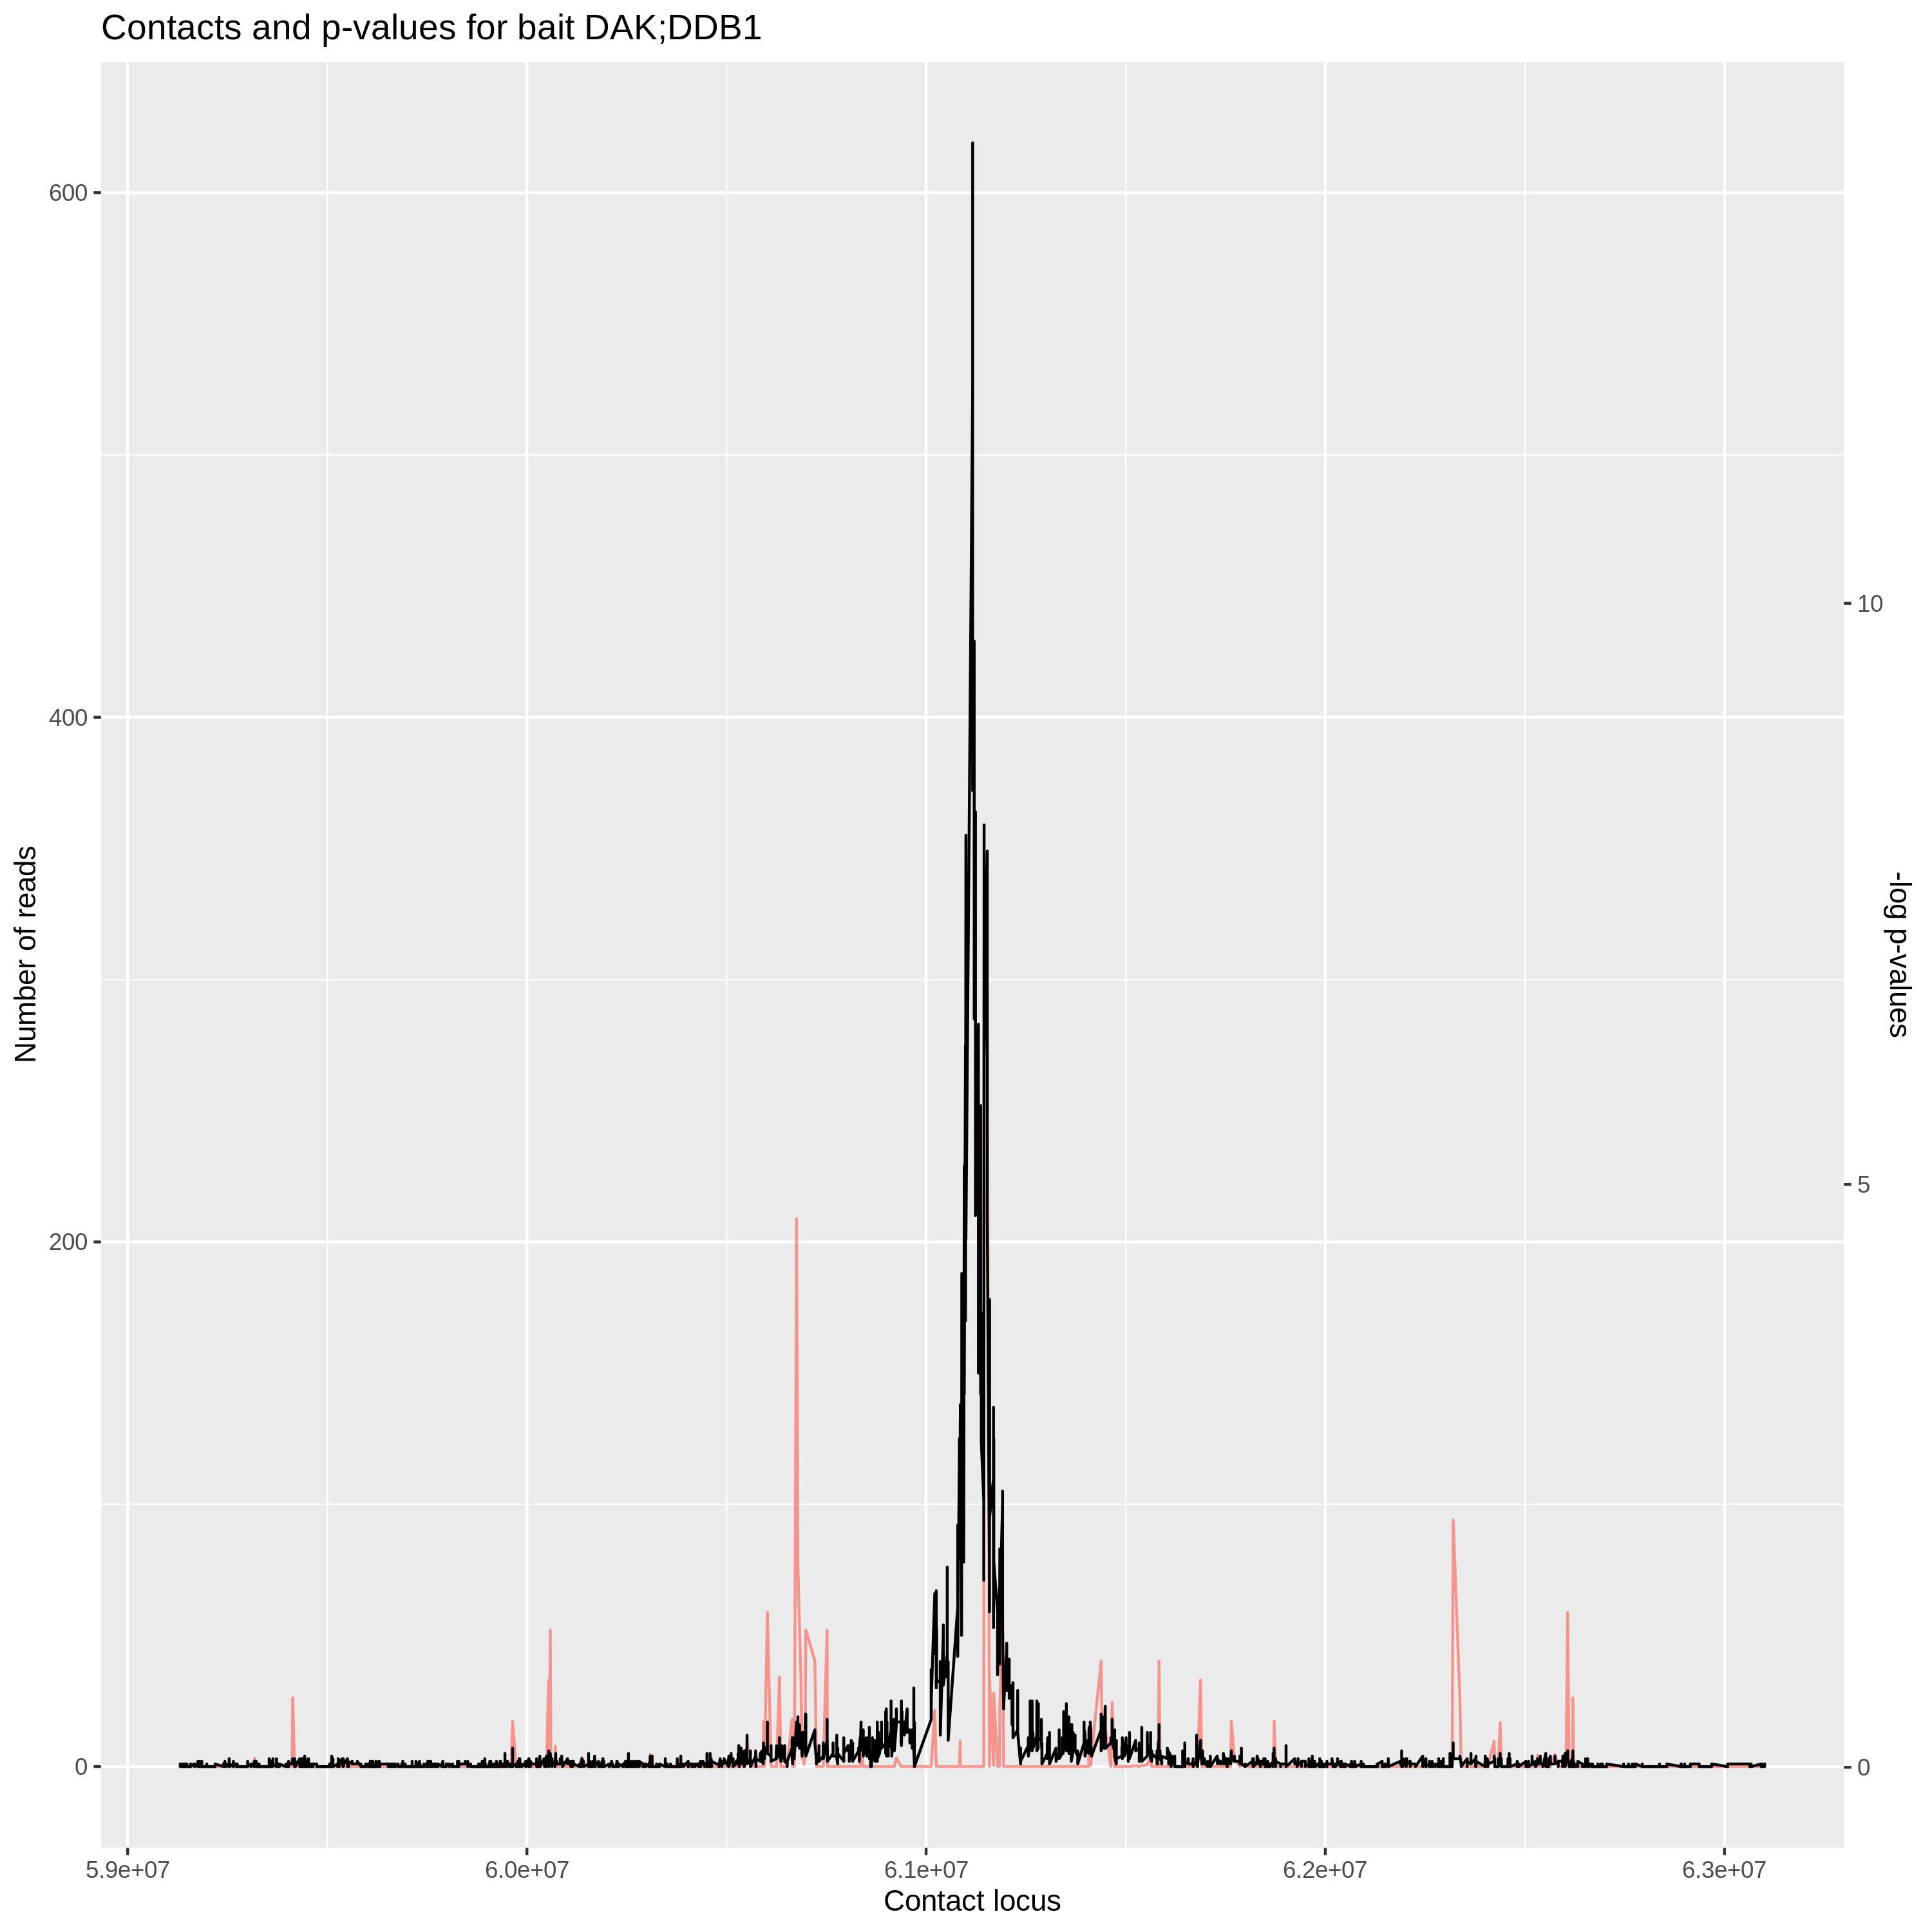 Contacts and p-values for bait DAK;DDB1
600
400
200
0
Number of reads
10
5
0
-log p-values
5.9e+07 6.0e+07 6.1e+07 6.2e+07 6.3e+07
Contact locus